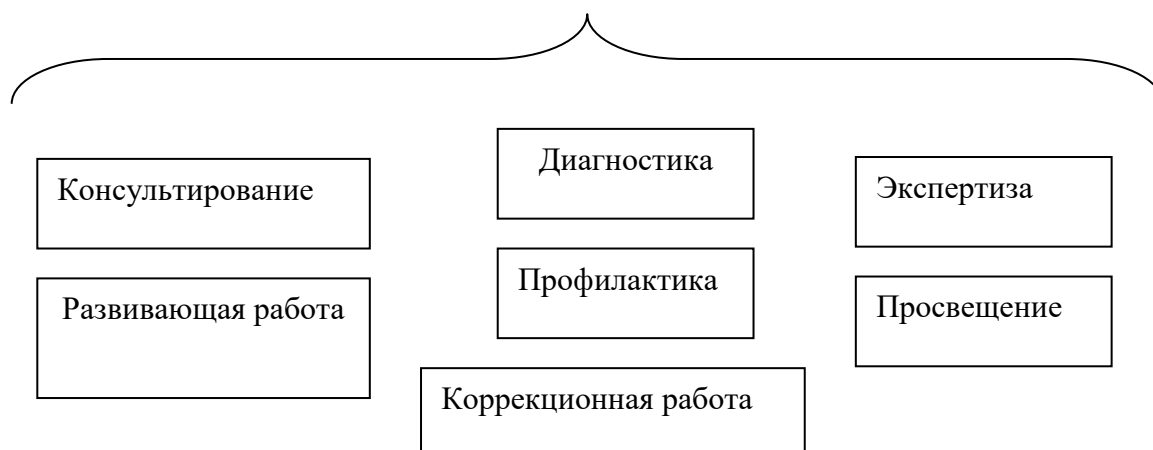 Диагностика
Консультирование
Экспертиза
Профилактика
Развивающая работа
Просвещение
Коррекционная работа